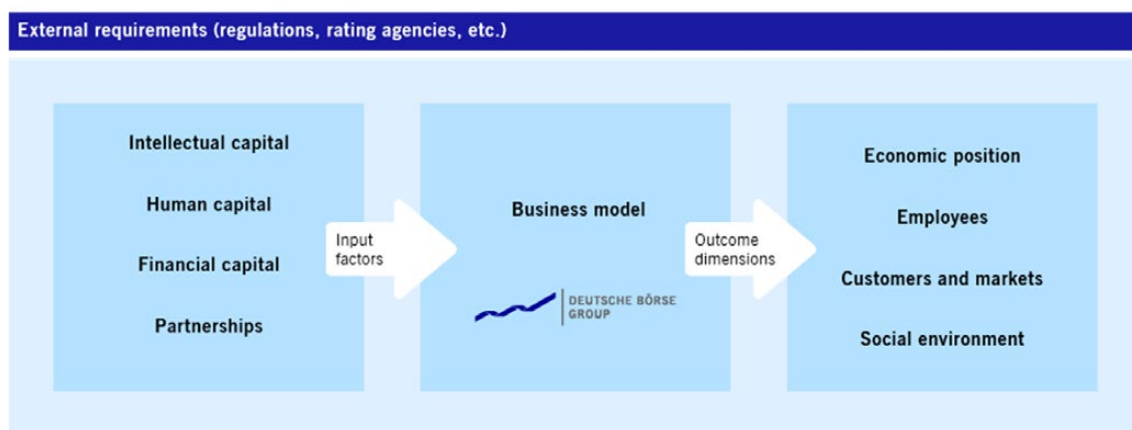 External requirements (regulations, rating agencies, etc.)
Intellectual capital
Human capital
Financial capital
Partnerships
Input
factors
Business model
DEUTSCHE BÖRSE
GROUP
Outcome
dimensions
Economic position
Employees
Customers and markets
Social environment